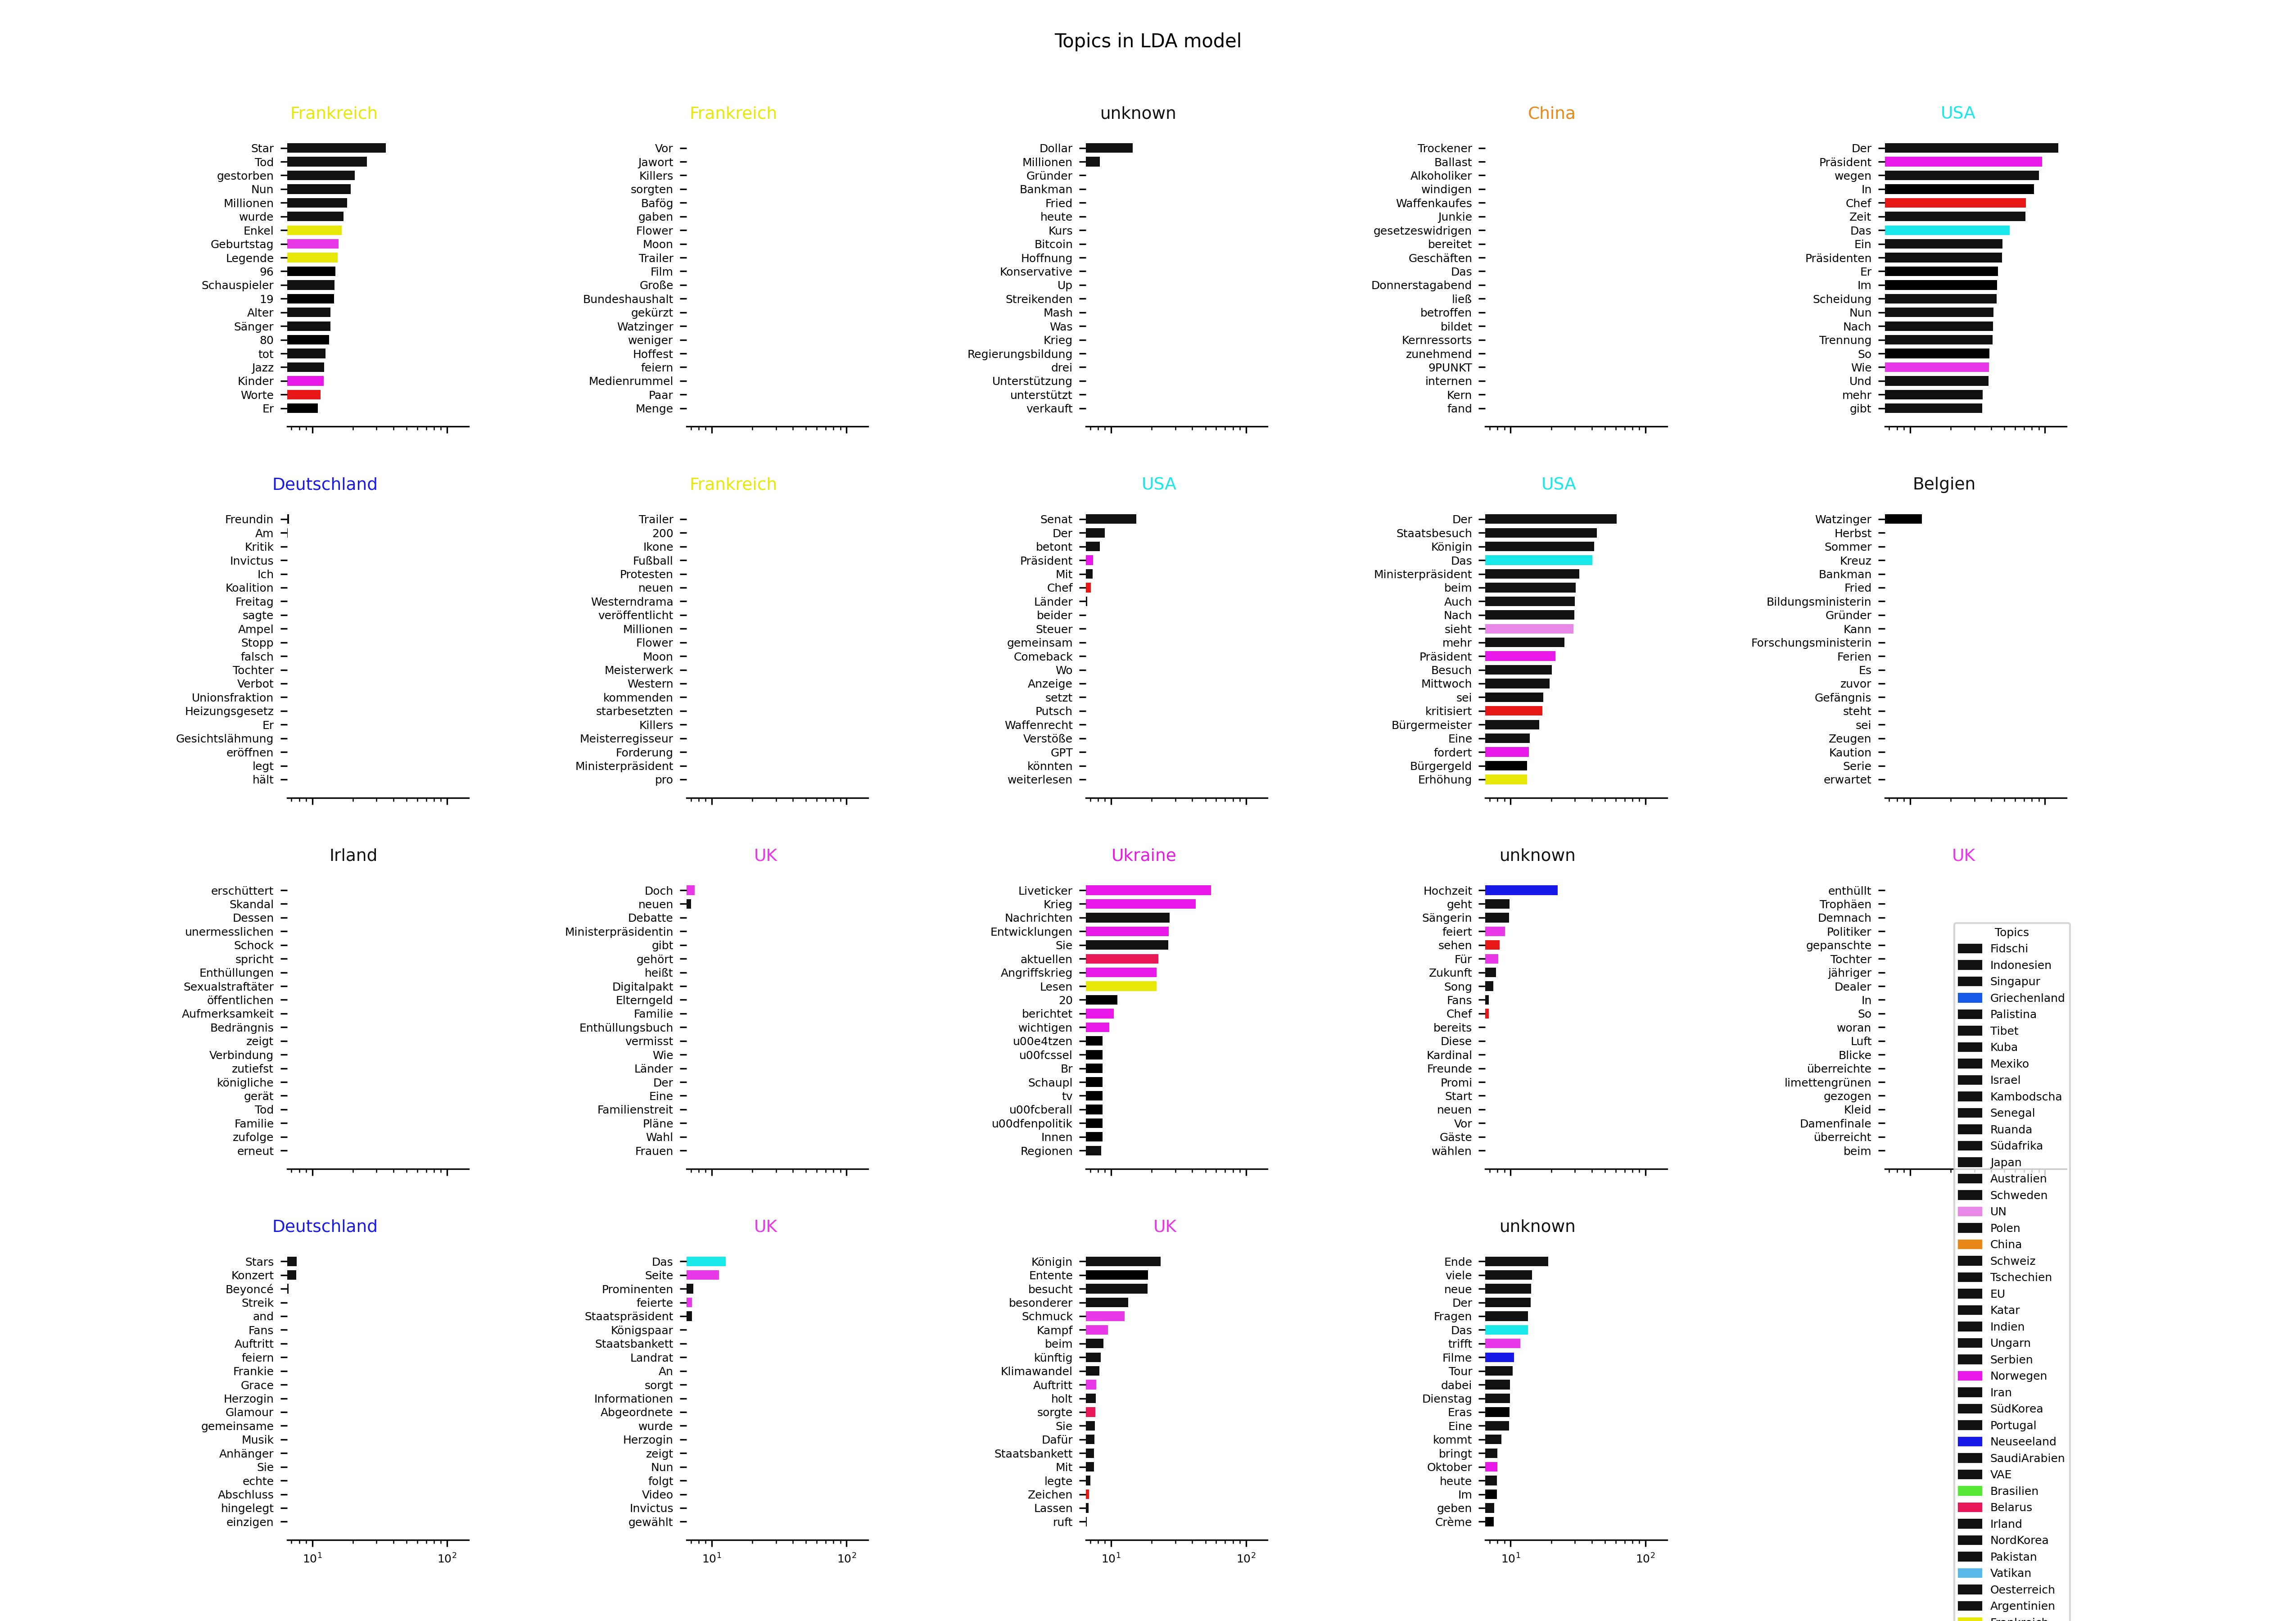 Topics in LDA model
Frankreich
Star
Tod
gestorben
Nun
Millionen
wurde
Enkel
Geburtstag
Legende
96
Schauspieler
19
Alter
Sänger
80
tot
Jazz
Kinder
Worte
Er
Frankreich
Vor
Jawort
Killers
sorgten
Bafög
gaben
Flower
Moon
Trailer
Film
Große
Bundeshaushalt
gekürzt
Watzinger
weniger
Hoffest
feiern
Medienrummel
Paar
Menge
unknown
Dollar
Millionen
Gründer
Bankman
Fried
heute
Kurs
Bitcoin
Hoffnung
Konservative
Up
Streikenden
Mash
Was
Krieg
Regierungsbildung
drei
Unterstützung
unterstützt
verkauft
China
Trockener
Ballast
Alkoholiker
windigen
Waffenkaufes
Junkie
gesetzeswidrigen
bereitet
Geschäften
Das
Donnerstagabend
ließ
betroffen
bildet
Kernressorts
zunehmend
9PUNKT
internen
Kern
fand
USA
Der
Präsident
wegen
In
Chef
Zeit
Das
Ein
Präsidenten
Er
Im
Scheidung
Nun
Nach
Trennung
So
Wie
Und
mehr
gibt
Deutschland
Freundin
Am
Kritik
Invictus
Ich
Koalition
Freitag
sagte
Ampel
Stopp
falsch
Tochter
Verbot
Unionsfraktion
Heizungsgesetz
Er
Gesichtslähmung
eröffnen
legt
hält
Frankreich
Trailer
200
Ikone
Fußball
Protesten
neuen
Westerndrama
veröffentlicht
Millionen
Flower
Moon
Meisterwerk
Western
kommenden
starbesetzten
Killers
Meisterregisseur
Forderung
Ministerpräsident
pro
USA
Senat
Der
betont
Präsident
Mit
Chef
Länder
beider
Steuer
gemeinsam
Comeback
Wo
Anzeige
setzt
Putsch
Waffenrecht
Verstöße
GPT
könnten
weiterlesen
USA
Der
Staatsbesuch
Königin
Das
Ministerpräsident
beim
Auch
Nach
sieht
mehr
Präsident
Besuch
Mittwoch
sei
kritisiert
Bürgermeister
Eine
fordert
Bürgergeld
Erhöhung
Belgien
Watzinger
Herbst
Sommer
Kreuz
Bankman
Fried
Bildungsministerin
Gründer
Kann
Forschungsministerin
Ferien
Es
zuvor
Gefängnis
steht
sei
Zeugen
Kaution
Serie
erwartet
Irland
erschüttert
Skandal
Dessen
unermesslichen
Schock
spricht
Enthüllungen
Sexualstraftäter
öffentlichen
Aufmerksamkeit
Bedrängnis
zeigt
Verbindung
zutiefst
königliche
gerät
Tod
Familie
zufolge
erneut
UK
Doch
neuen
Debatte
Ministerpräsidentin
gibt
gehört
heißt
Digitalpakt
Elterngeld
Familie
Enthüllungsbuch
vermisst
Wie
Länder
Der
Eine
Familienstreit
Pläne
Wahl
Frauen
Ukraine
Liveticker
Krieg
Nachrichten
Entwicklungen
Sie
aktuellen
Angriffskrieg
Lesen
20
berichtet
wichtigen
u00e4tzen
u00fcssel
Br
Schaupl
tv
u00fcberall
u00dfenpolitik
Innen
Regionen
unknown
Hochzeit
geht
Sängerin
feiert
sehen
Für
Zukunft
Song
Fans
Chef
bereits
Diese
Kardinal
Freunde
Promi
Start
neuen
Vor
Gäste
wählen
UK
enthüllt
Trophäen
Demnach
Politiker
gepanschte
Tochter
jähriger
Dealer
In
So
woran
Luft
Blicke
überreichte
limettengrünen
gezogen
Kleid
Damenfinale
überreicht
beim
Deutschland
Stars
Konzert
Beyoncé
Streik
and
Fans
Auftritt
feiern
Frankie
Grace
Herzogin
Glamour
gemeinsame
Musik
Anhänger
Sie
echte
Abschluss
hingelegt
einzigen
10¹ 10²
UK
Das
Seite
Prominenten
feierte
Staatspräsident
Königspaar
Staatsbankett
Landrat
An
sorgt
Informationen
Abgeordnete
wurde
Herzogin
zeigt
Nun
folgt
Video
Invictus
gewählt
10¹ 10²
UK
Königin
Entente
besucht
besonderer
Schmuck
Kampf
beim
künftig
Klimawandel
Auftritt
holt
sorgte
Sie
Dafür
Staatsbankett
Mit
legte
Zeichen
Lassen
ruft
10¹ 10²
unknown
Ende
viele
neue
Der
Fragen
Das
trifft
Filme
Tour
dabei
Dienstag
Eras
Eine
kommt
bringt
Oktober
heute
Im
geben
Crème
10¹ 10²
Topics
Fidschi
Indonesien
Singapur
Griechenland
Palistina
Tibet
Kuba
Mexiko
Israel
Kambodscha
Senegal
Ruanda
Südafrika
Japan
Australien
Schweden
UN
Polen
China
Schweiz
Tschechien
EU
Katar
Indien
Ungarn
Serbien
Norwegen
Iran
SüdKorea
Portugal
Neuseeland
SaudiArabien
VAE
Brasilien
Belarus
Irland
NordKorea
Pakistan
Vatikan
Oesterreich
Argentinien
Frankreich